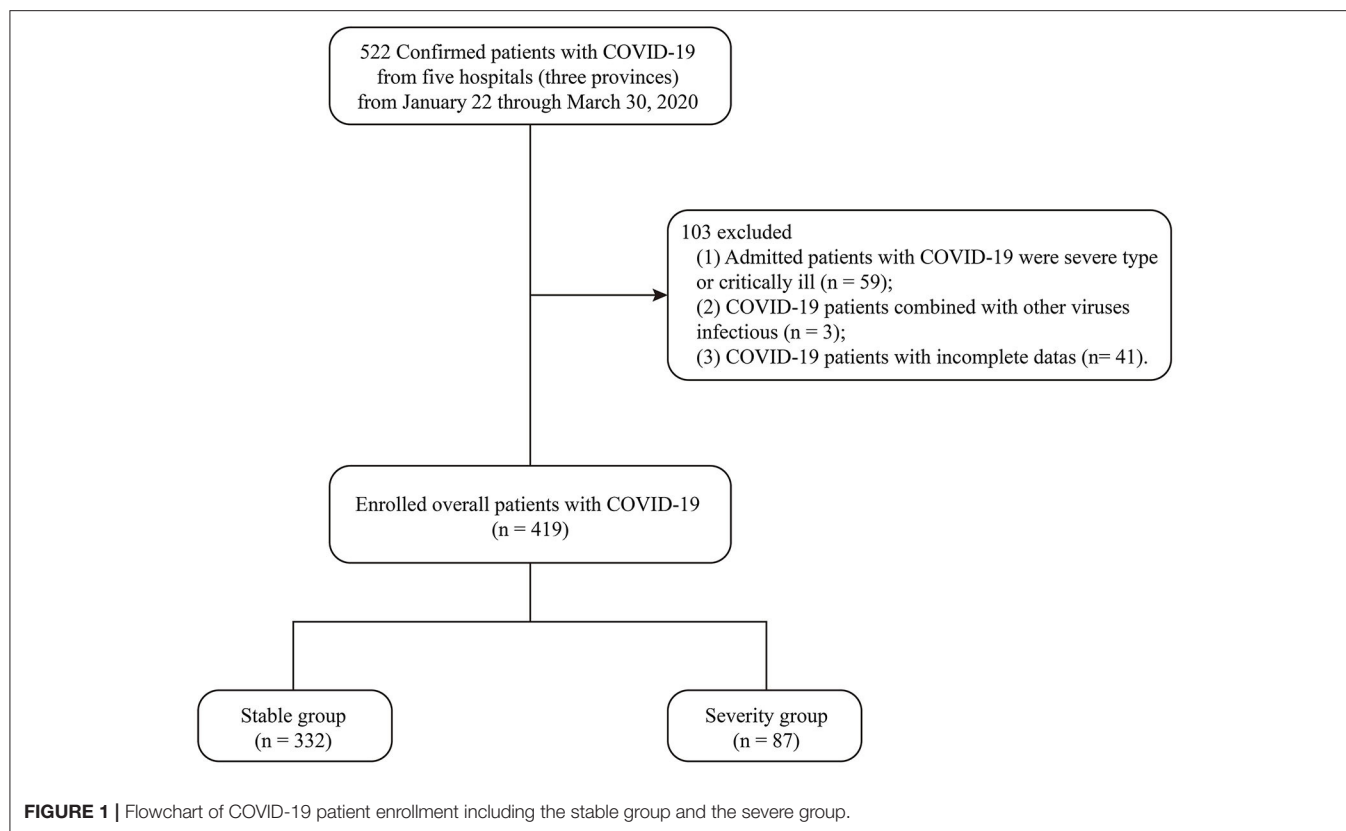 522 Confirmed patients with COVID-19
from five hospitals (three provinces)
from January 22 through March 30, 2020
103 excluded
(1) Admitted patients with COVID-19 were severe type
or critically ill (n = 59);
(2) COVID-19 patients combined with other viruses
infectious (n = 3);
(3) COVID-19 patients with incomplete datas (n= 41).
Enrolled overall patients with COVID-19
(n = 419)
Stable group
(n = 332)
Severity group
(n = 87)
FIGURE 1 | Flowchart of COVID-19 patient enrollment including the stable group and the severe group.